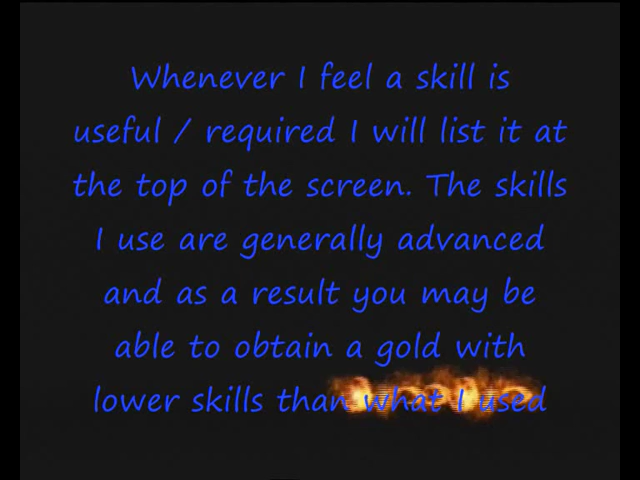 Whenever I feel a skill is
useful / required I will list it at
the top of the screen. The skills
I use are generally advanced
and as a result you may be
able to obtain a gold with
lower skills than what I used